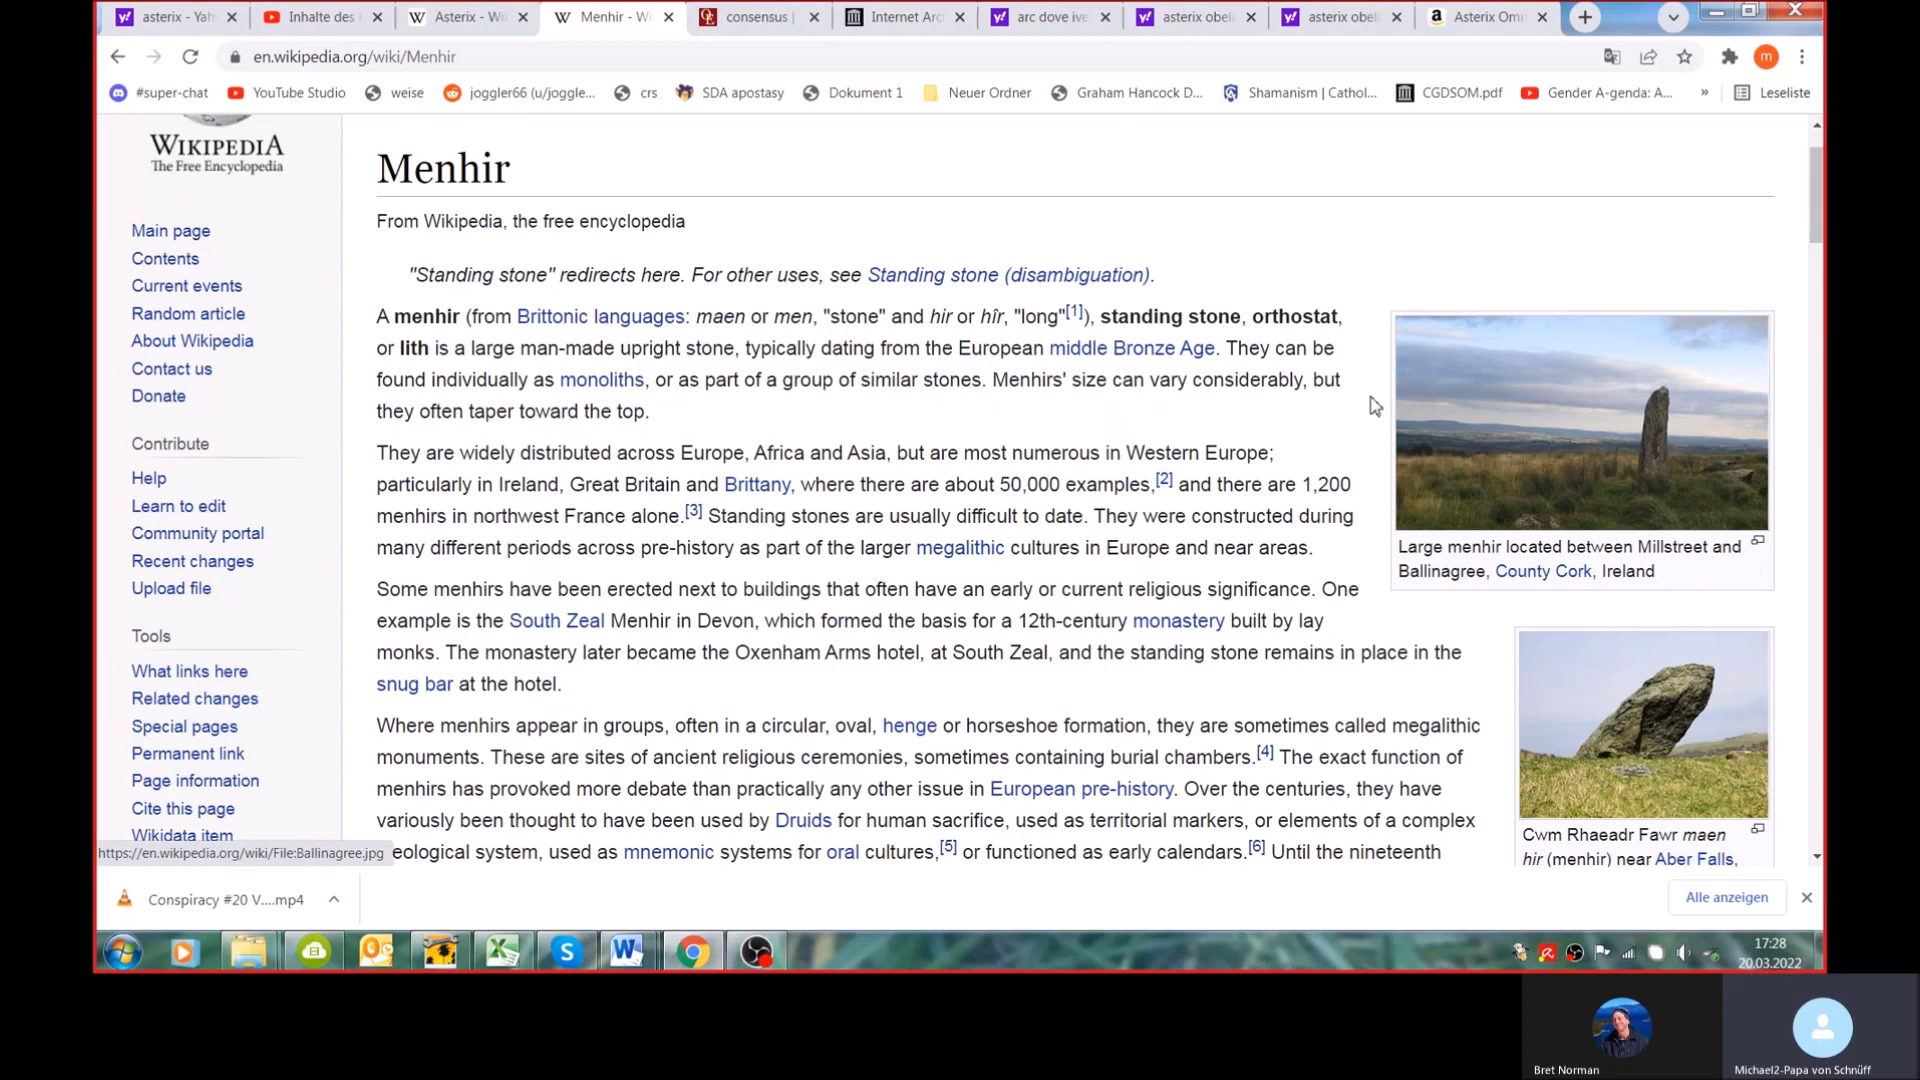 asterix - Yah
Inhalte des
Asterix - Wi
Menhir - Wi
consensus |
Internet Arc
arc dove ive
asterix obeli
asterix obeli
Asterix Omn
en.wikipedia.org/wiki/Menhir
m
#super-chat
YouTube Studio
weise
joggler66 (u/joggle...
crs
SDA apostasy
Dokument 1
Neuer Ordner
Graham Hancock D...
Shamanism | Cathol...
CGDSOM.pdf
Gender A-genda: A...
»
Leseliste
WIKIPEDIA
The Free Encyclopedia
Main page
Contents
Current events
Random article
About Wikipedia
Contact us
Donate
Contribute
Help
Learn to edit
Community portal
Recent changes
Upload file
Tools
What links here
Related changes
Special pages
Permanent link
Page information
Cite this page
Wikidata item
Menhir
From Wikipedia, the free encyclopedia
"Standing stone" redirects here. For other uses, see Standing stone (disambiguation).
A menhir (from Brittonic languages: maen or men, "stone" and hir or hîr, "long"[1]), standing stone, orthostat,
or lith is a large man-made upright stone, typically dating from the European middle Bronze Age. They can be
found individually as monoliths, or as part of a group of similar stones. Menhirs' size can vary considerably, but
they often taper toward the top.
They are widely distributed across Europe, Africa and Asia, but are most numerous in Western Europe;
particularly in Ireland, Great Britain and Brittany, where there are about 50,000 examples,[2] and there are 1,200
menhirs in northwest France alone.[3] Standing stones are usually difficult to date. They were constructed during
many different periods across pre-history as part of the larger megalithic cultures in Europe and near areas.
Some menhirs have been erected next to buildings that often have an early or current religious significance. One
example is the South Zeal Menhir in Devon, which formed the basis for a 12th-century monastery built by lay
monks. The monastery later became the Oxenham Arms hotel, at South Zeal, and the standing stone remains in place in the
snug bar at the hotel.
Where menhirs appear in groups, often in a circular, oval, henge or horseshoe formation, they are sometimes called megalithic
monuments. These are sites of ancient religious ceremonies, sometimes containing burial chambers.[4] The exact function of
menhirs has provoked more debate than practically any other issue in European pre-history. Over the centuries, they have
variously been thought to have been used by Druids for human sacrifice, used as territorial markers, or elements of a complex
eological system, used as mnemonic systems for oral cultures,[5] or functioned as early calendars.[6] Until the nineteenth
Large menhir located between Millstreet and
Ballinagree, County Cork, Ireland
Cwm Rhaeadr Fawr maen
hir (menhir) near Aber Falls,
https://en.wikipedia.org/wiki/File:Ballinagree.jpg
Conspiracy #20 V....mp4
Alle anzeigen
17:28
20.03.2022
Bret Norman
Michael2-Papa von Schnüff